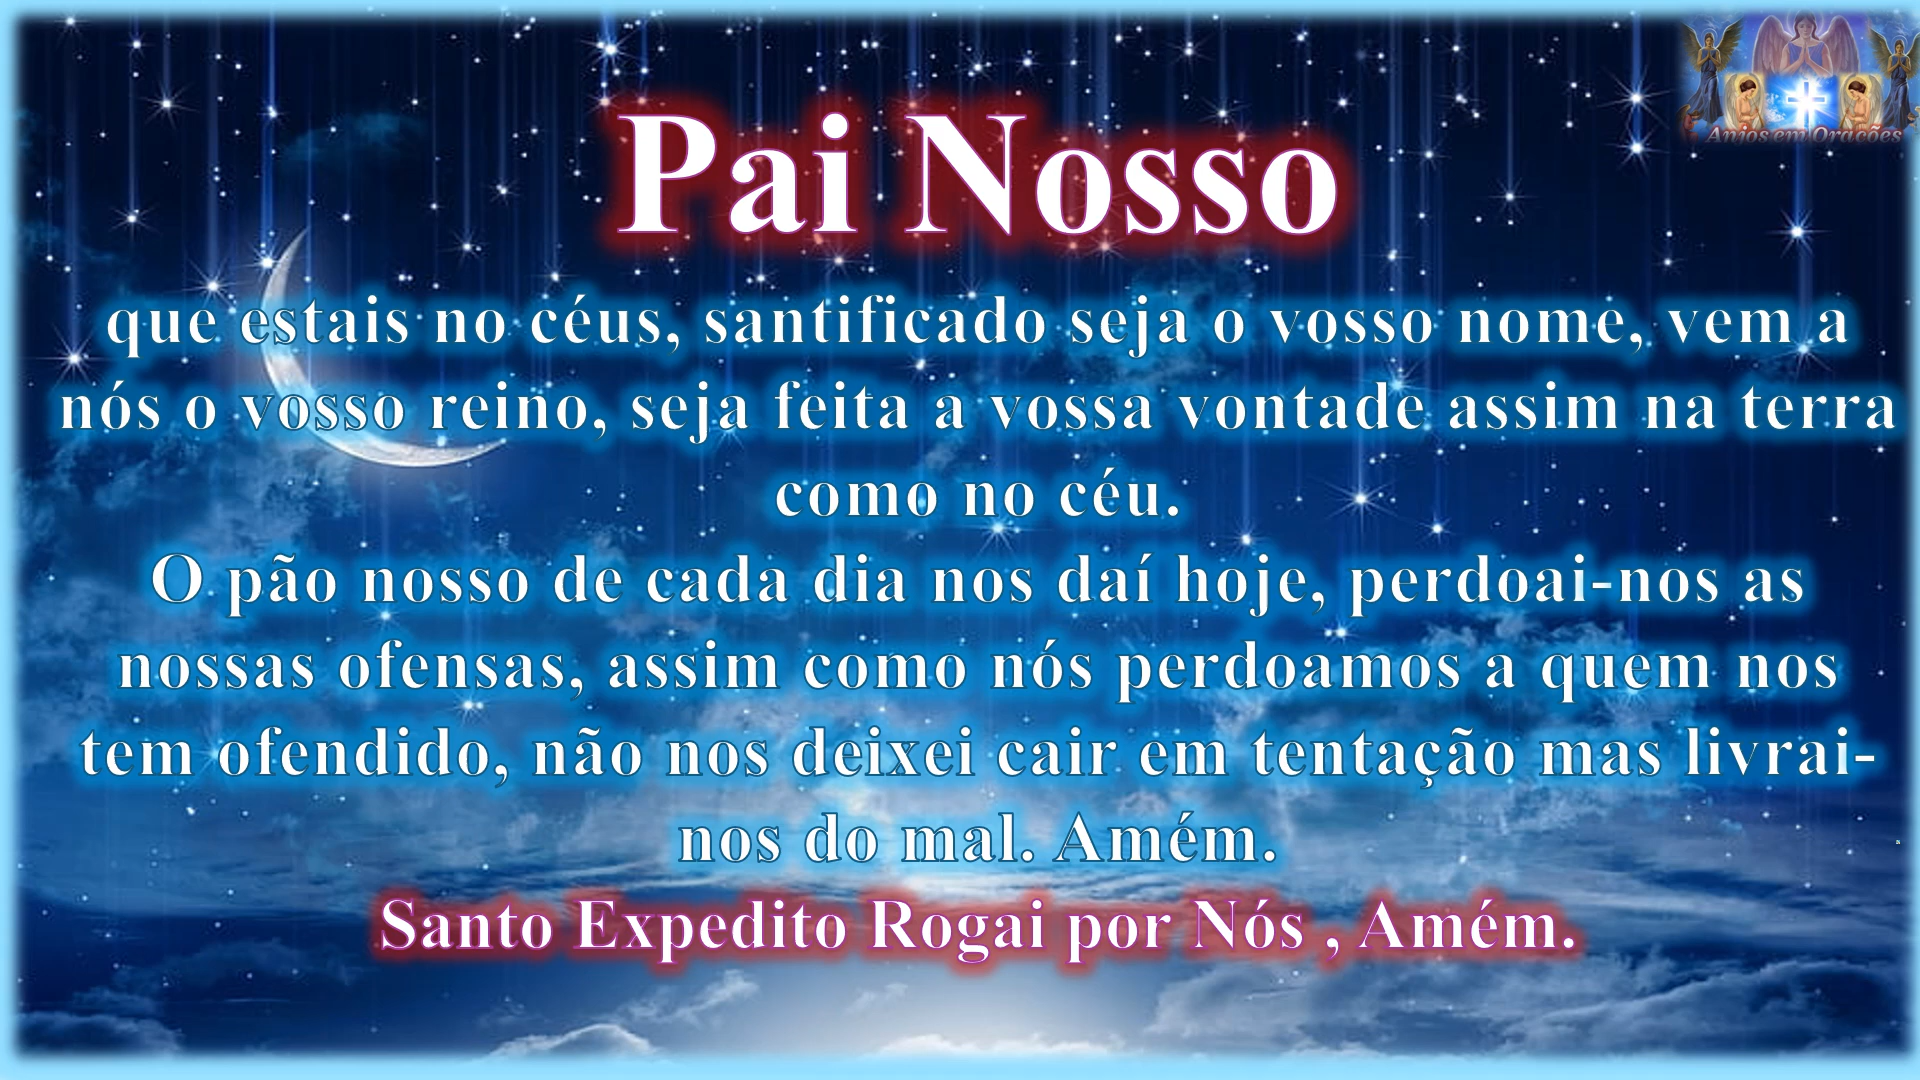 Anjos em Orações
Pai Nosso
que estais no céus, santificado seja o vosso nome, vem a
nós o vosso reino, seja feita a vossa vontade assim na terra
como no céu.
O pão nosso de cada dia nos daí hoje, perdoai-nos as
nossas ofensas, assim como nós perdoamos a quem nos
tem ofendido, não nos deixei cair em tentação mas livrai-
nos do mal. Amém.
Santo Expedito Rogai por Nós , Amém.